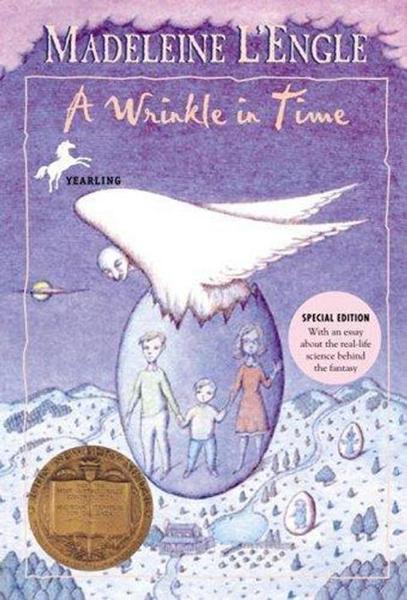 MADELEINE L'ENGLE
A Wrinkle in Time
YEARLING
SPECIAL EDITION
With an essay
about the real-life
science behind
the fantasy